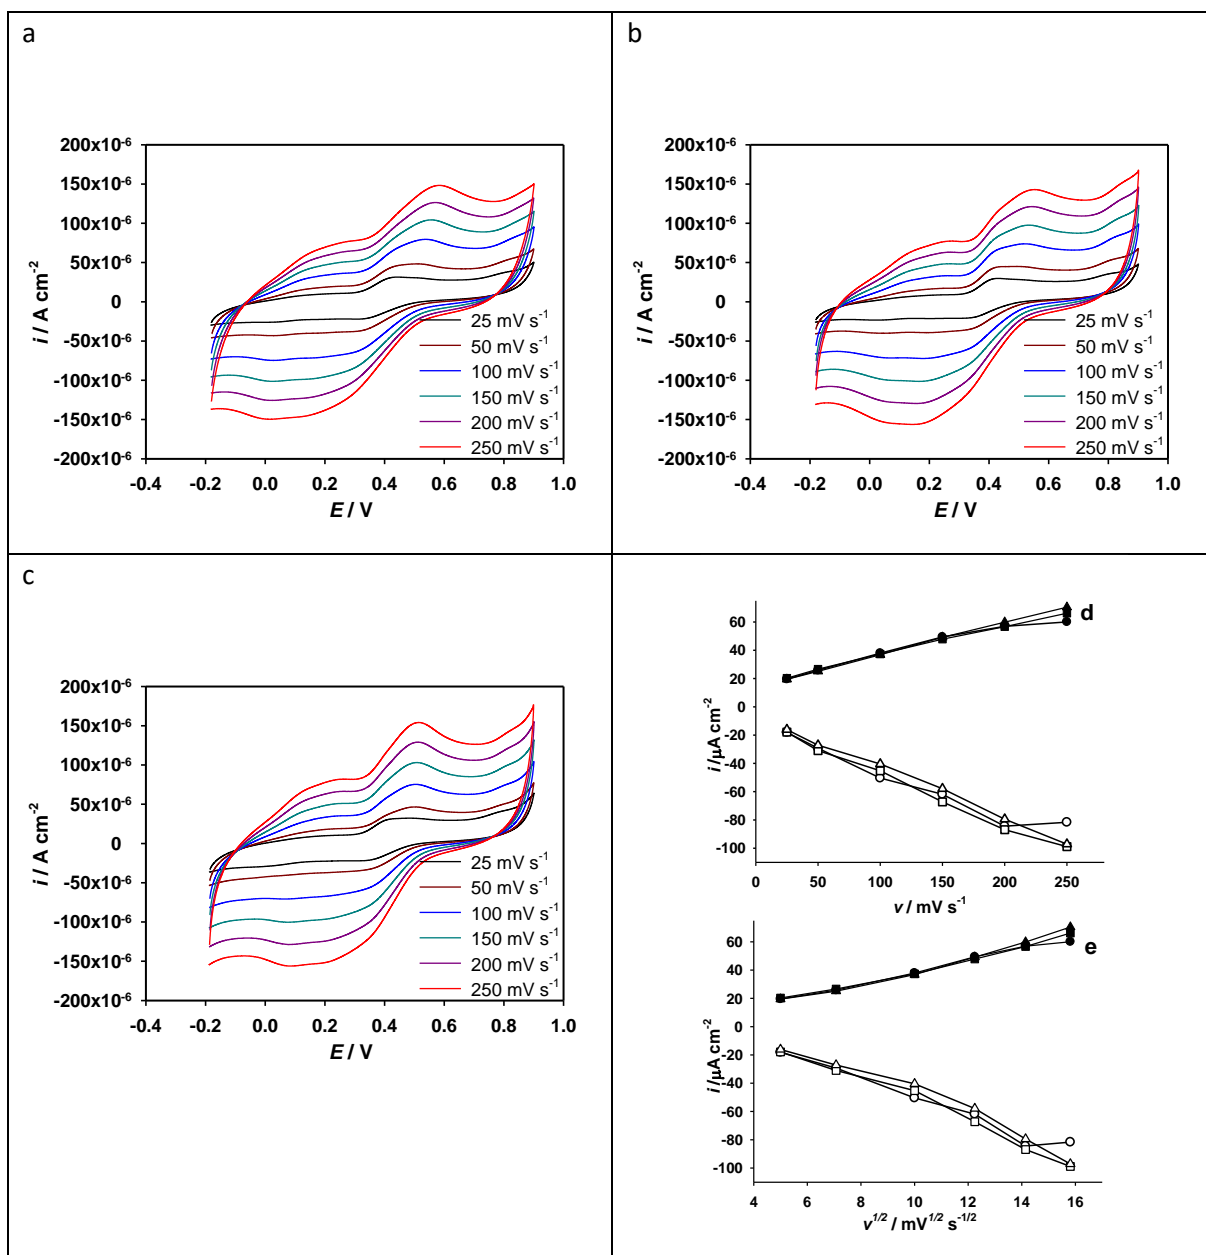 a
200x10-6
150x10-6
100x10-6
50x10-6
0
-50x10-6
-100x10-6
-150x10-6
-200x10-6
i / A cm-2
-0.4 -0.2 0.0 0.2 0.4 0.6 0.8 1.0
E / V
25 mV s-1
50 mV s-1
100 mV s-1
150 mV s-1
200 mV s-1
250 mV s-1
b
200x10-6
150x10-6
100x10-6
50x10-6
0
-50x10-6
-100x10-6
-150x10-6
-200x10-6
i / A cm-2
-0.4 -0.2 0.0 0.2 0.4 0.6 0.8 1.0
E / V
25 mV s-1
50 mV s-1
100 mV s-1
150 mV s-1
200 mV s-1
250 mV s-1
c
200x10-6
150x10-6
100x10-6
50x10-6
0
-50x10-6
-100x10-6
-150x10-6
-200x10-6
i / A cm-2
-0.4 -0.2 0.0 0.2 0.4 0.6 0.8 1.0
E / V
25 mV s-1
50 mV s-1
100 mV s-1
150 mV s-1
200 mV s-1
250 mV s-1
d
60
40
20
0
-20
-40
-60
-80
-100
i /µA cm-2
0 50 100 150 200 250
v / mV s-1
e
60
40
20
0
-20
-40
-60
-80
-100
i /µA cm-2
4 6 8 10 12 14 16
v1/2 / mV1/2 s-1/2